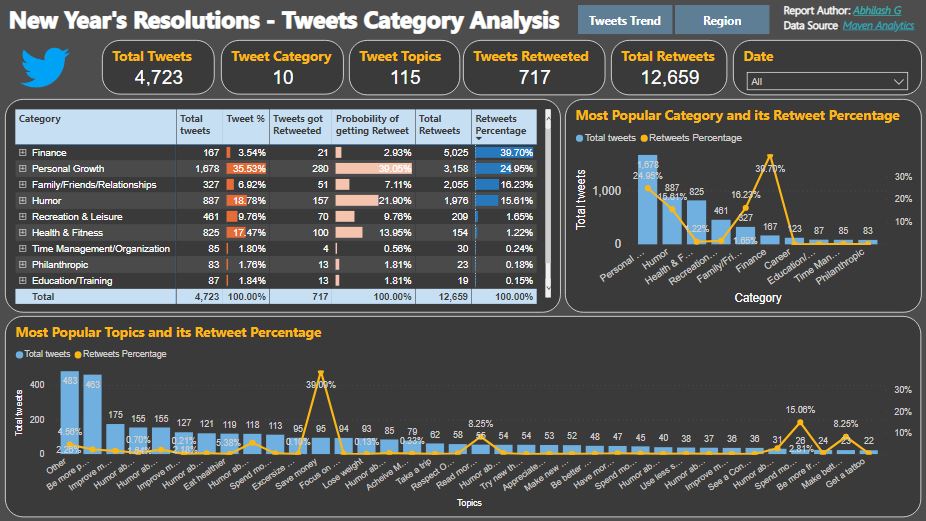 New Year's Resolutions - Tweets Category Analysis
Tweets Trend
Region
Report Author: Abhilash G
Data Source Maven Analytics
Total Tweets
4,723
Tweet Category
10
Tweet Topics
115
Tweets Retweeted
717
Total Retweets
12,659
Date
All
Category Total tweets Tweet % Tweets got Retweeted Probobility of getting Retweet Total Retweets Retweets Percentage
Finance 167 3.54% 21 2.93% 5,025 39.70%
Personal Growth 1,678 35.53% 280 39.05% 3,158 24.95%
Family/Friends/Relationships 327 6.92% 51 7.11% 2,055 16.23%
Humor 887 18.78% 157 21.90% 1,976 15.61%
Recreation & Leisure 461 9.76% 70 9.76% 209 1.65%
Health & Fitness 825 17.47% 100 13.95% 154 1.22%
Time Management/Organization 85 1.80% 4 0.56% 30 0.24%
Philanthropic 83 1.76% 13 1.81% 23 0.18%
Education/Training 87 1.84% 13 1.81% 19 0.15%
Total 4,723 100.00% 717 100.00% 12,659 100.00%
Most Popular Category and its Retweet Percentage
Total tweets Retweets Percentage
Total tweets
1,000
0
1,678 887 825 461 327 167 123 87 85 83
24.95% 15.61% 1.22% 1.65% 16.23% 39.70%
30%
20%
10%
Personal ... Humor Health & F... Recreation... Family/Fri... Finance Career Education/... Time Man... Philanthropic
Category
Most Popular Topics and its Retweet Percentage
Total tweets Retweets Percentage
Total tweets
400
200
0
483 463 175 155 155 127 121 119 118 113 95 95 94 93 85 79 62 58 55 54 54 53 52 48 47 45 40 38 37 36 36 31 26 24 23 22
0.70% 0.21% 5.38% 0.10% 39.09% 0.13% 8.25% 15.08% 2.81% 8.25%
30%
20%
10%
Other Be more p... Improve m... Humor ab... Humor ab... Improve m... Humor ab... Eat healthier Humor ab... Spend mo... Excersise ... Save money Focus on ... Lose weight Humor ab... Acheive M... Take a trip Respect O... Read mor... Humor ab... Try new h... Appreciate... Make new ... Be better ... Have mor... Spend mo... Humor ab... Use less s... Humor ab... Improve m... See a Con... Humor ab... Spend mo... Be more fr... Make bett... Get a tattoo
Topics